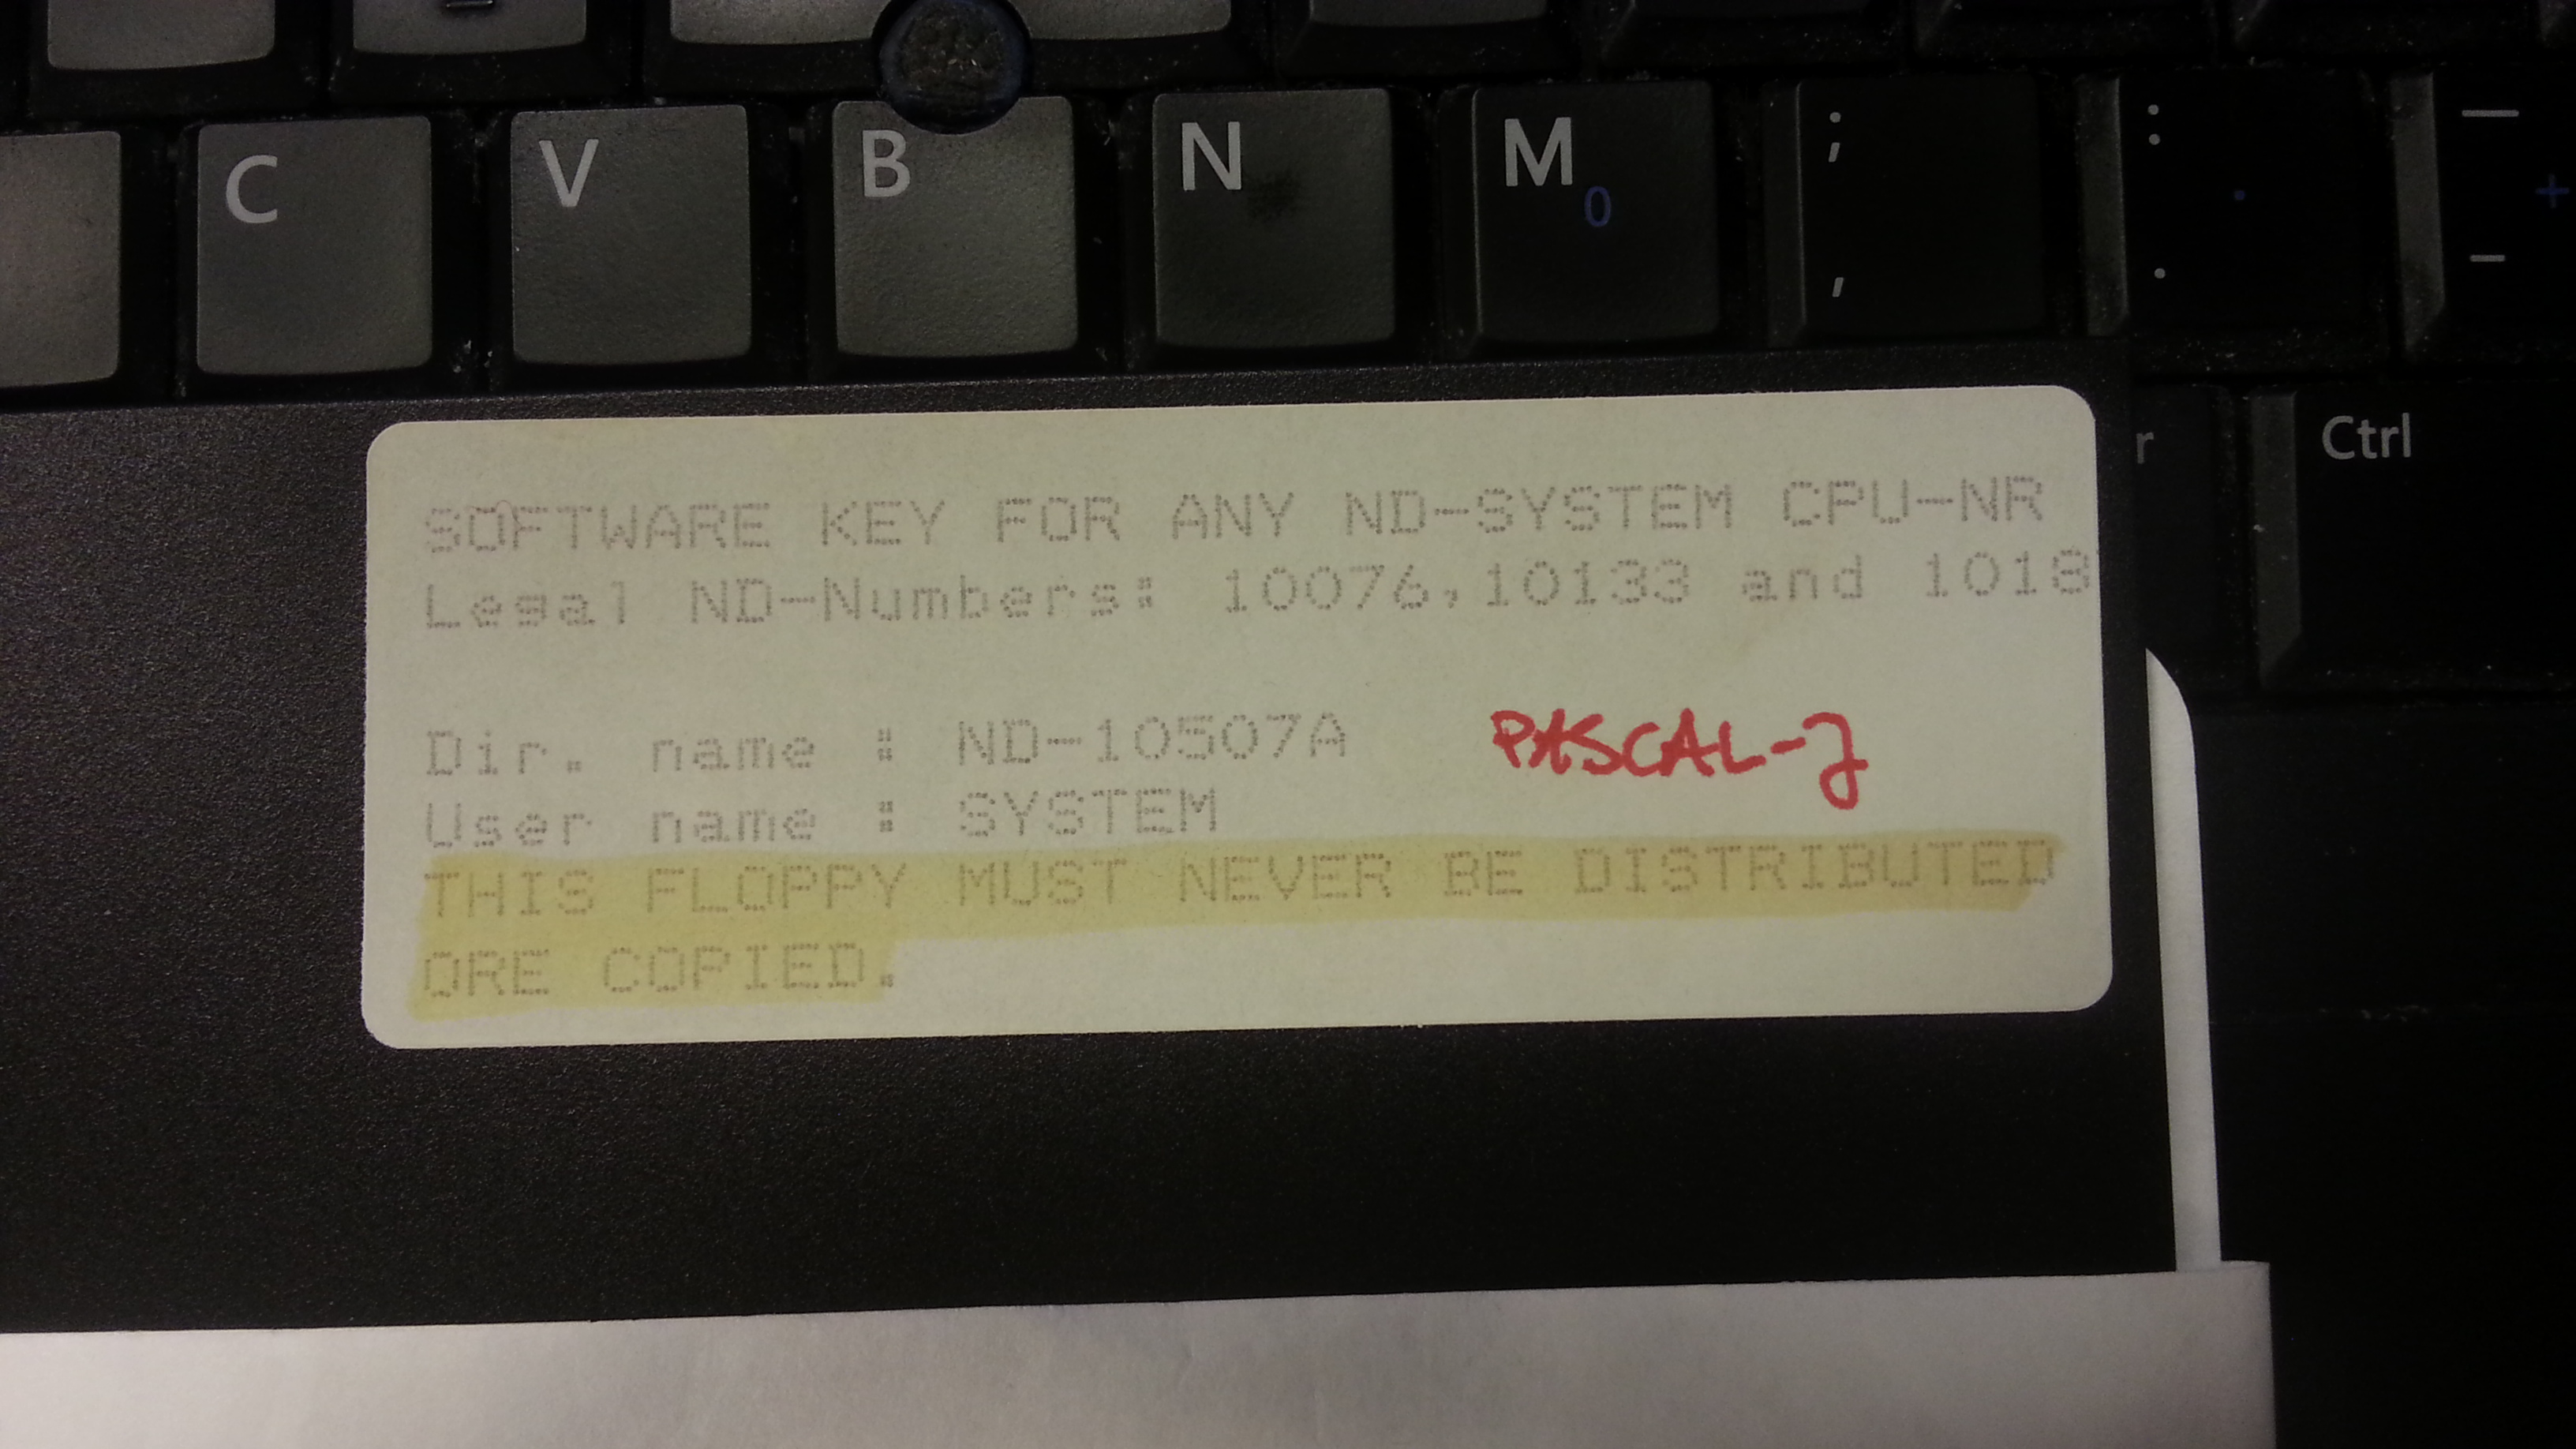 C V B N M 0 ; , : . — -  +
r Ctrl
SOFTWARE KEY FOR ANY ND-SYSTEM CPU-NR
Legal ND-Numbers: 10076,10133 and 1018
Dir. name : ND-10507A PASCAL-J
User name : SYSTEM
THIS FLOPPY MUST NEVER BE DISTRIBUTED
ORE COPIED.